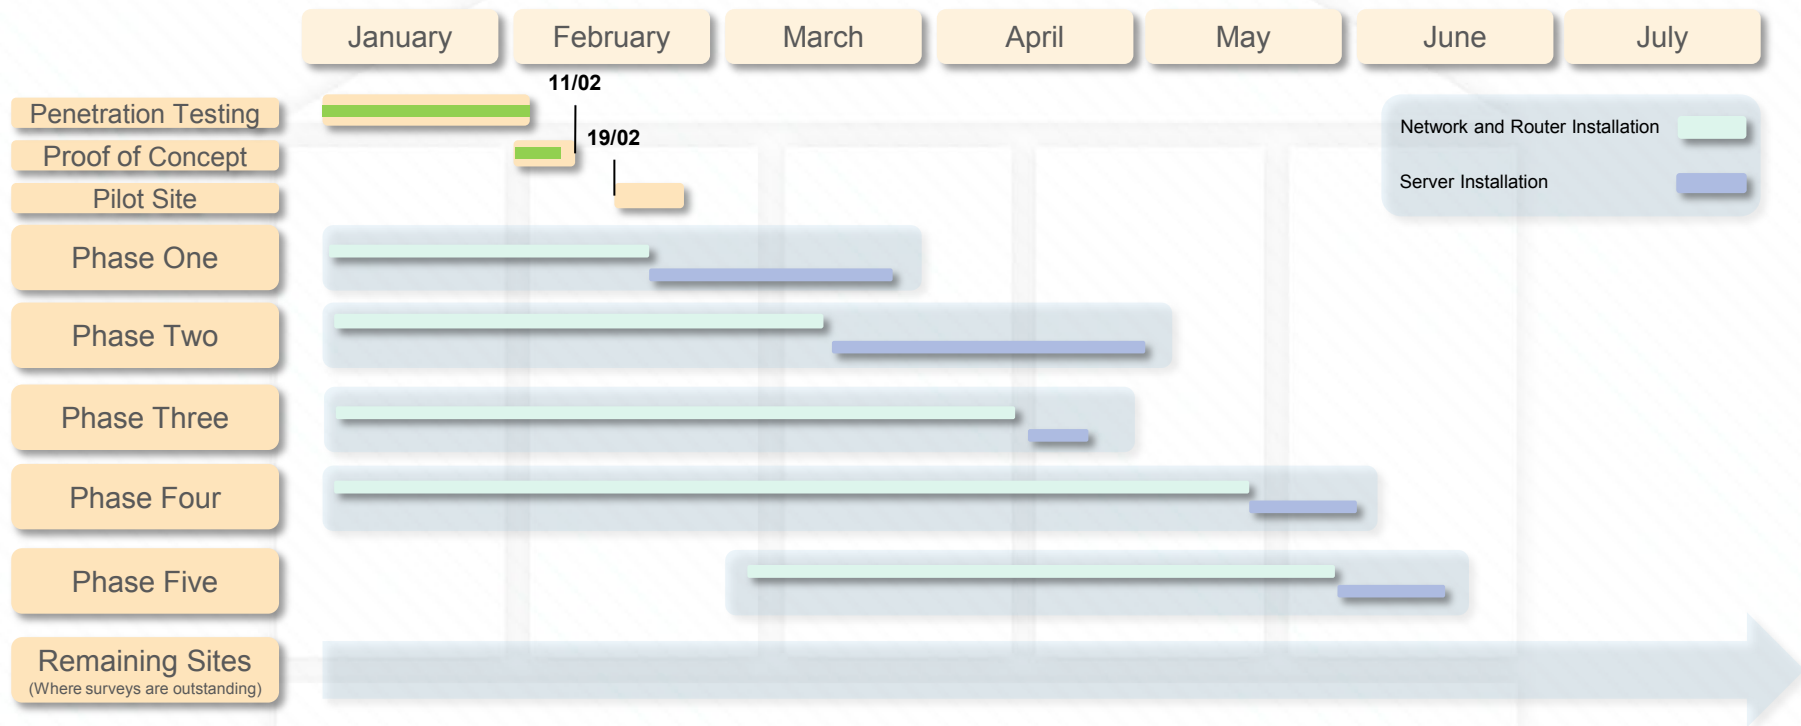 January February March April May June July
11/02
Penetration Testing
Network and Router Installation
19/02
Proof of Concept
Server Installation
Pilot Site
Phase One
Phase Two
Phase Three
Phase Four
Phase Five
Remaining Sites
(Where surveys are outstanding)